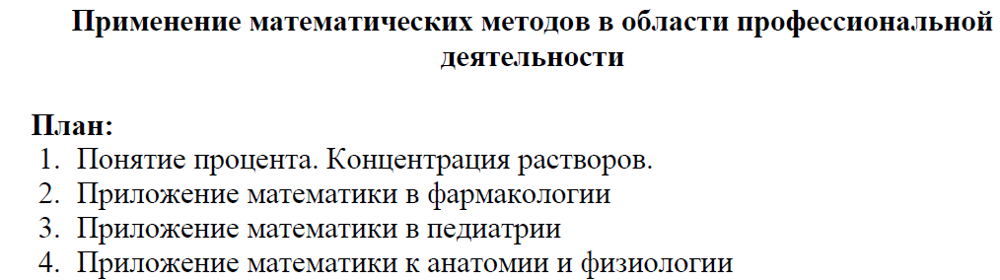 Применение математических методов в области профессиональной
деятельности
План:
1. Понятие процента. Концентрация растворов.
2. Приложение математики в фармакологии
3. Приложение математики в педиатрии
4. Приложение математики к анатомии и физиологии